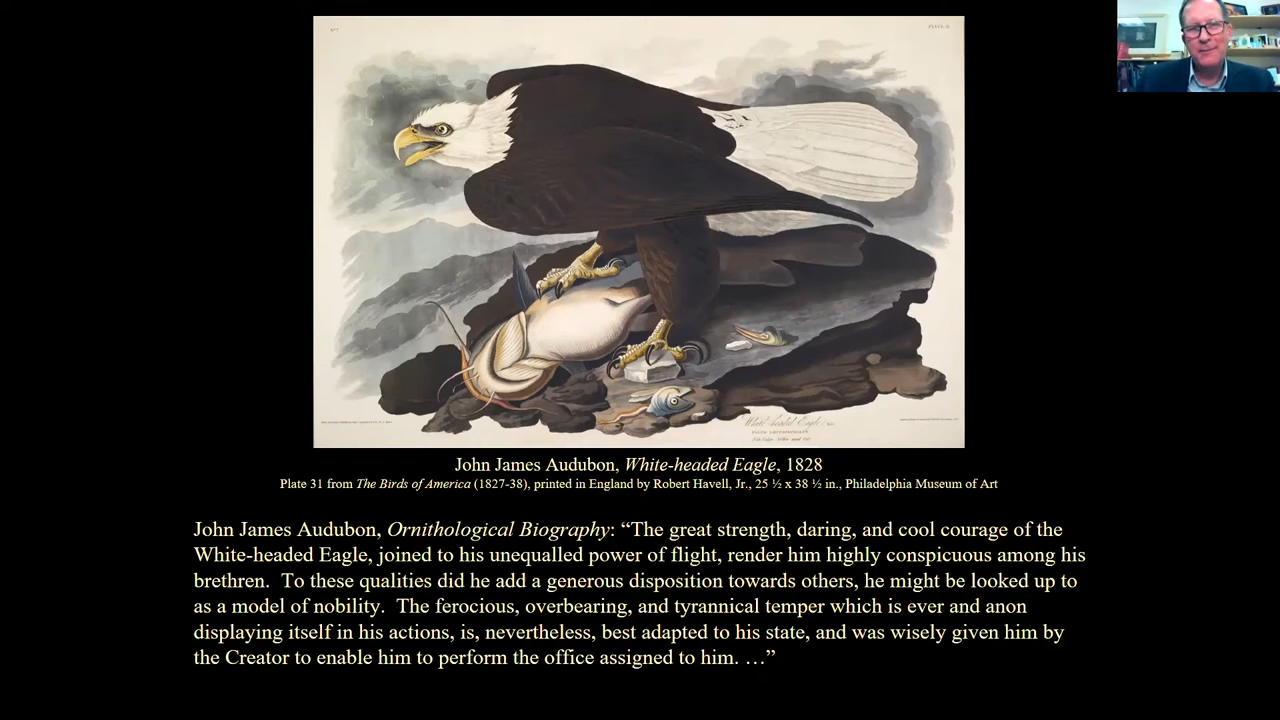 White-headed Eagle
John James Audubon, White-headed Eagle, 1828
Plate 31 from The Birds of America (1827-38), printed in England by Robert Havell, Jr., 25 ½ x 38 ½ in., Philadelphia Museum of Art
John James Audubon, Ornithological Biography: “The great strength, daring, and cool courage of the
White-headed Eagle, joined to his unequalled power of flight, render him highly conspicuous among his
brethren.  To these qualities did he add a generous disposition towards others, he might be looked up to
as a model of nobility.  The ferocious, overbearing, and tyrannical temper which is ever and anon
displaying itself in his actions, is, nevertheless, best adapted to his state, and was wisely given him by
the Creator to enable him to perform the office assigned to him. …”